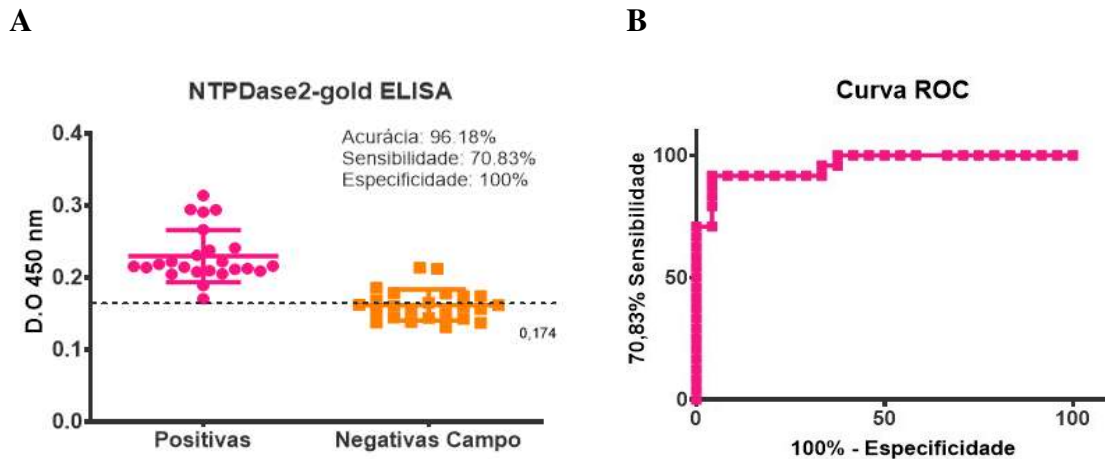 A
NTPDase2-gold ELISA
Acurácia: 96.18%
Sensibilidade: 70,83%
Especificidade: 100%
D.O 450 nm
0.4
0.3
0.2
0.1
0.0
0,174
Positivas
Negativas Campo
B
Curva ROC
70,83% Sensibilidade
100
50
0
0
50
100
100% - Especificidade